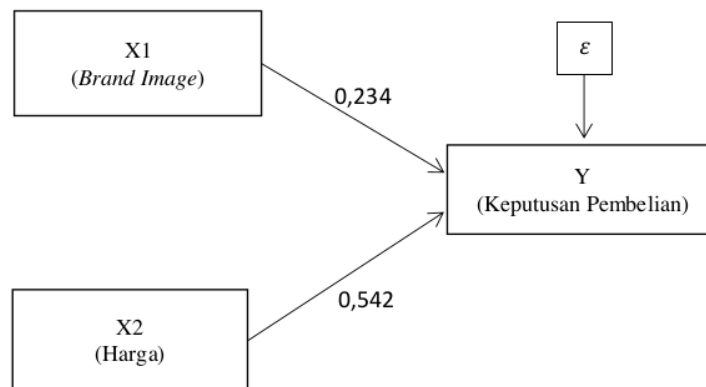 X1
(Brand Image)
ε
0,234
Y
(Keputusan Pembelian)
0,542
X2
(Harga)